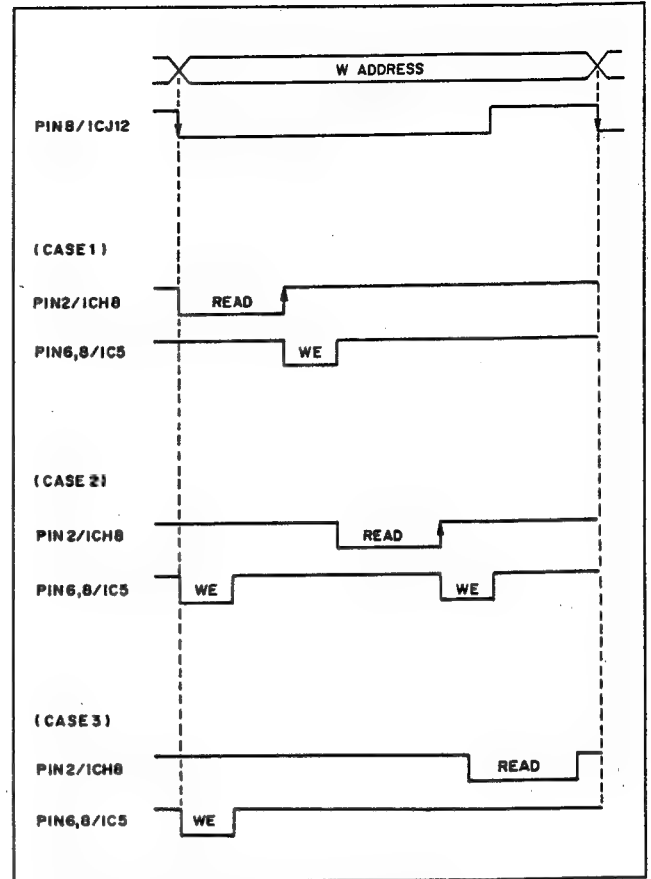 W ADDRESS
PIN8/ICJ12
(CASE1)
PIN2/ICH8 READ
PIN6,8/IC5 WE
(CASE 2)
PIN2/ICH8 READ
PIN6,8/IC5 WE WE
(CASE3)
PIN2/ICH8 READ
PIN6,8/IC5 WE